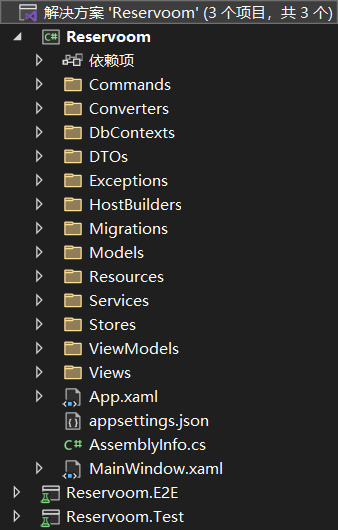 解决方案 'Reservoom' (3 个项目，共 3 个)
Reservoom
依赖项
Commands
Converters
DbContexts
DTOs
Exceptions
HostBuilders
Migrations
Models
Resources
Services
Stores
ViewModels
Views
App.xaml
appsettings.json
AssemblyInfo.cs
MainWindow.xaml
Reservoom.E2E
Reservoom.Test